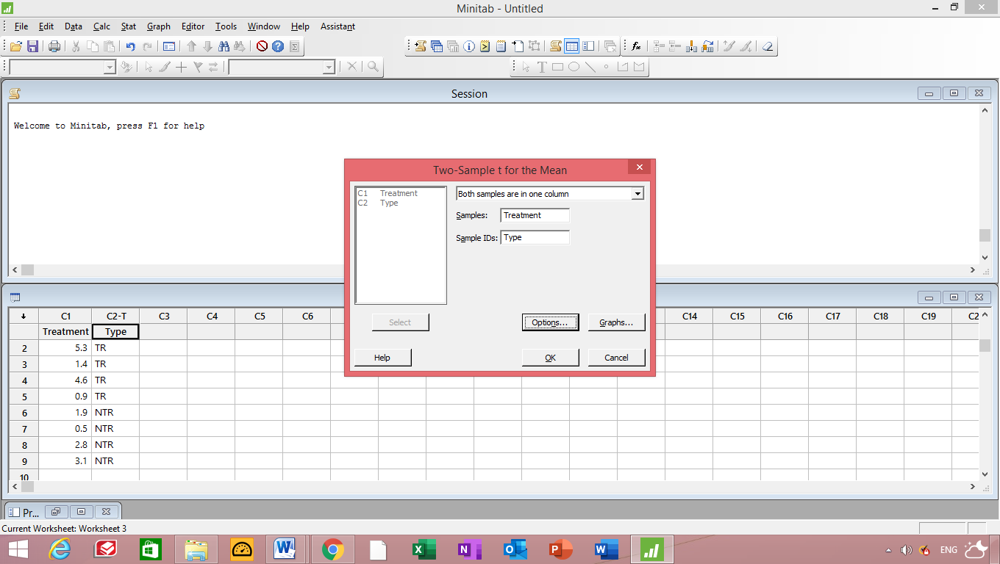 Minitab - Untitled
File Edit Data Calc Stat Graph Editor Tools Window Help Assistant
Session
Welcome to Minitab, press F1 for help
Two-Sample t for the Mean
C1 Treatment
C2 Type
Both samples are in one column
Samples: Treatment
Sample IDs: Type
Select
Options...
Graphs...
Help
OK
Cancel
C1 C2-T C3 C4 C5 C6 C14 C15 C16 C17 C18 C19 C2
Treatment Type
2 5.3 TR
3 1.4 TR
4 4.6 TR
5 0.9 TR
6 1.9 NTR
7 0.5 NTR
8 2.8 NTR
9 3.1 NTR
10
Pr...
Current Worksheet: Worksheet 3
ENG